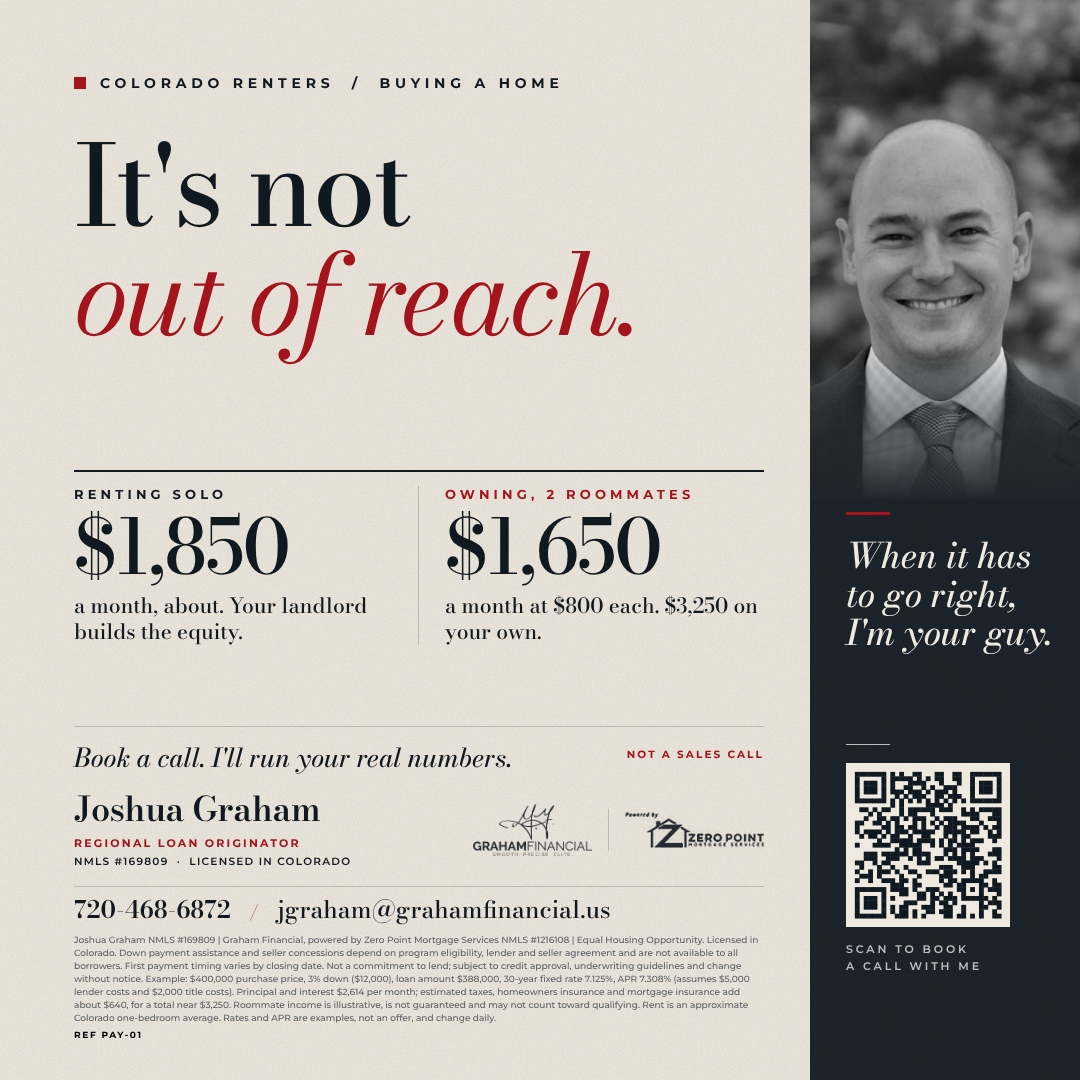 COLORADO RENTERS / BUYING A HOME
It's not
out of reach.
RENTING SOLO
$1,850
a month, about. Your landlord
builds the equity.
OWNING, 2 ROOMMATES
$1,650
a month at $800 each. $3,250 on
your own.
When it has
to go right,
I'm your guy.
Book a call. I'll run your real numbers.
NOT A SALES CALL
Joshua Graham
REGIONAL LOAN ORIGINATOR
NMLS #169809 · LICENSED IN COLORADO
GRAHAMFINANCIAL
SMOOTH. PRECISE. ELITE.
Powered by
ZERO POINT
MORTGAGE SERVICES
720-468-6872 / jgraham@grahamfinancial.us
Joshua Graham NMLS #169809 | Graham Financial, powered by Zero Point Mortgage Services NMLS #1216108 | Equal Housing Opportunity. Licensed in
Colorado. Down payment assistance and seller concessions depend on program eligibility, lender and seller agreement and are not available to all
borrowers. First payment timing varies by closing date. Not a commitment to lend; subject to credit approval, underwriting guidelines and change
without notice. Example: $400,000 purchase price, 3% down ($12,000), loan amount $388,000, 30-year fixed rate 7.125%, APR 7.308% (assumes $5,000
lender costs and $2,000 title costs). Principal and interest $2,614 per month; estimated taxes, homeowners insurance and mortgage insurance add
about $640, for a total near $3,250. Roommate income is illustrative, is not guaranteed and may not count toward qualifying. Rent is an approximate
Colorado one-bedroom average. Rates and APR are examples, not an offer, and change daily.
REF PAY-01
SCAN TO BOOK
A CALL WITH ME